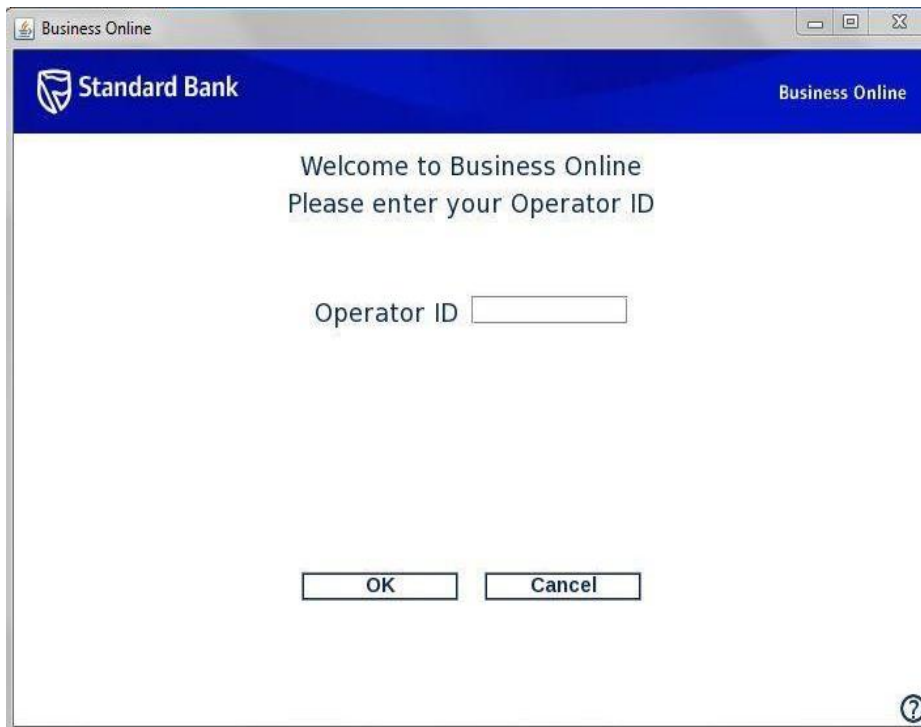 Business Online
Standard Bank
Business Online
Welcome to Business Online
Please enter your Operator ID
Operator ID
OK
Cancel
?